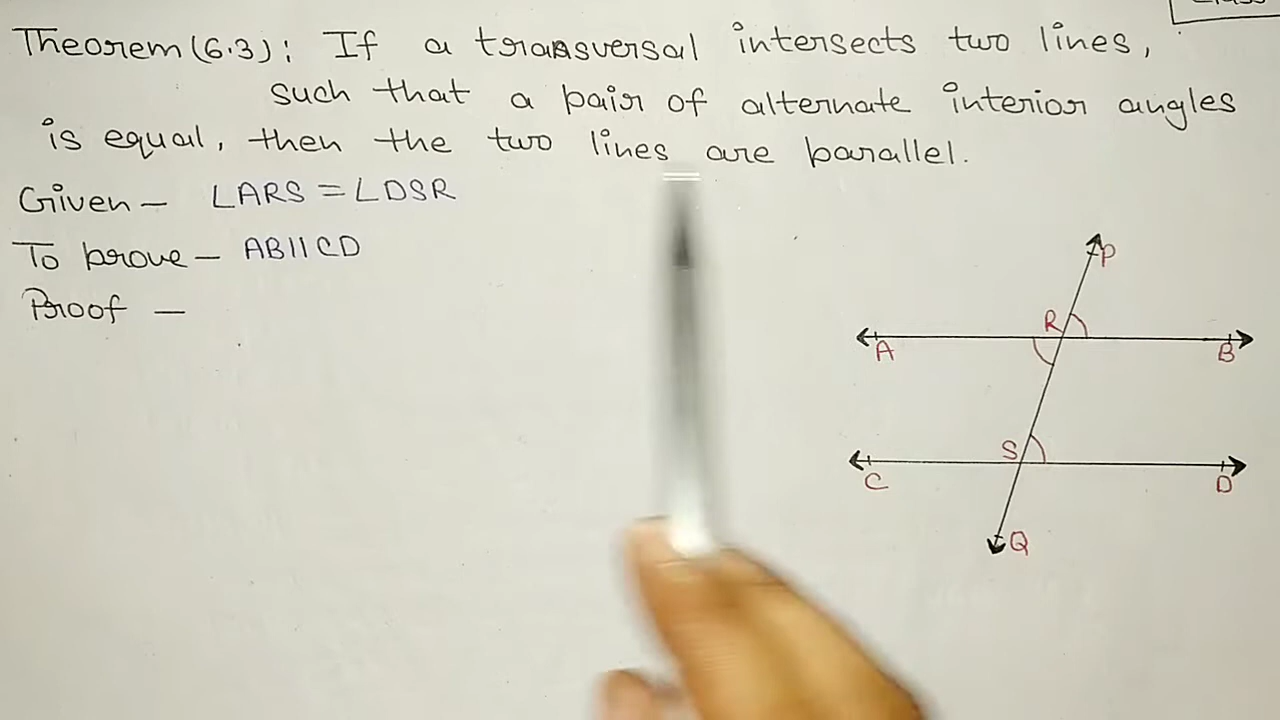 Theorem (6.3): If a transversal intersects two lines,
such that a pair of alternate interior angles
is equal, then the two lines are parallel.
Given — ∠ARS = ∠DSR
To prove — AB||CD
Proof —
P
R
A
B
S
C
D
Q